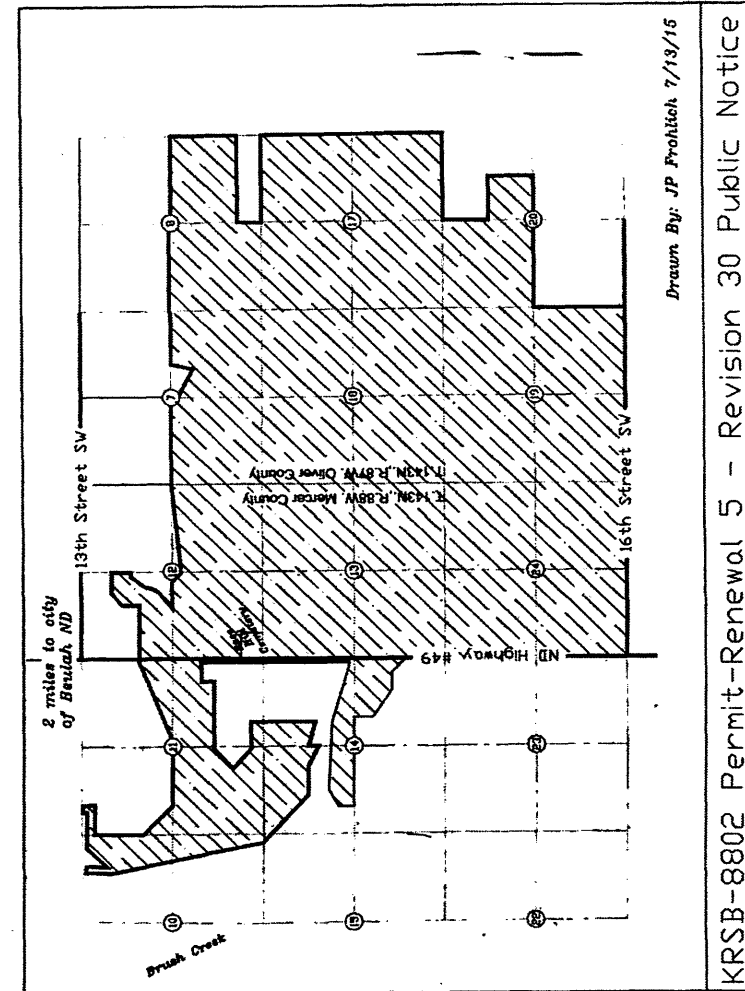 2 miles to city
of Beulah ND
13th Street SW
8
17
20
7
18
19
T.143N., R.87W. Oliver County
T.143N., R.88W. Mercer County
12
13
24
16th Street SW
Cemetery
ND Highway #49
11
14
23
10
15
22
Brush Creek
Drawn By: JP Frohlich 7/13/15
KRSB-8802 Permit-Renewal 5 - Revision 30 Public Notice